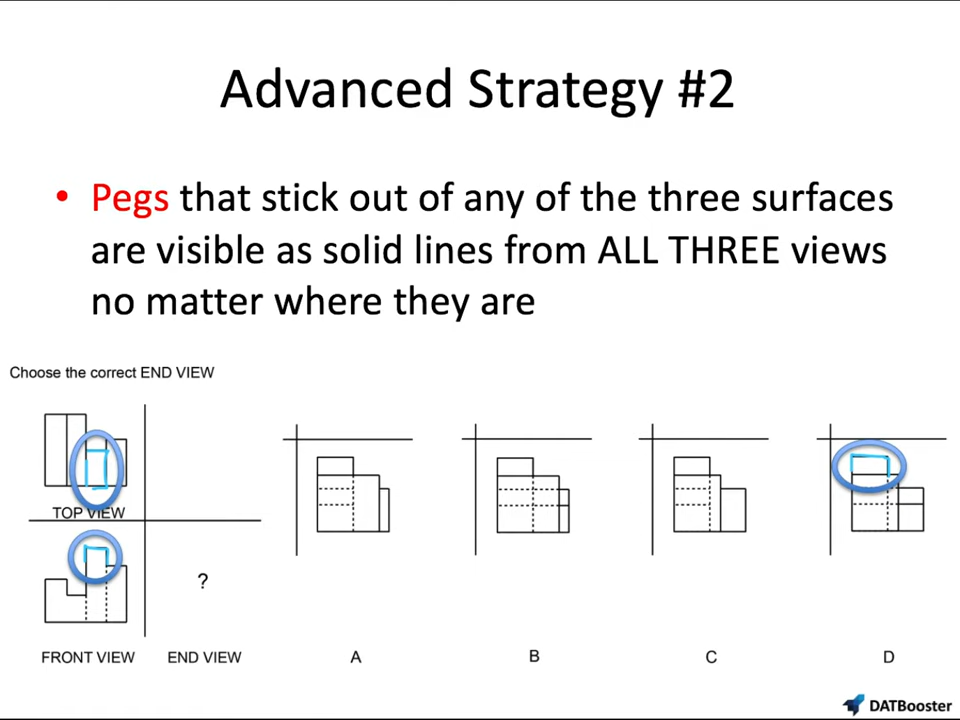 Advanced Strategy #2
• Pegs that stick out of any of the three surfaces
are visible as solid lines from ALL THREE views
no matter where they are
Choose the correct END VIEW
TOP VIEW
?
FRONT VIEW
END VIEW
A
B
C
D
DATBooster